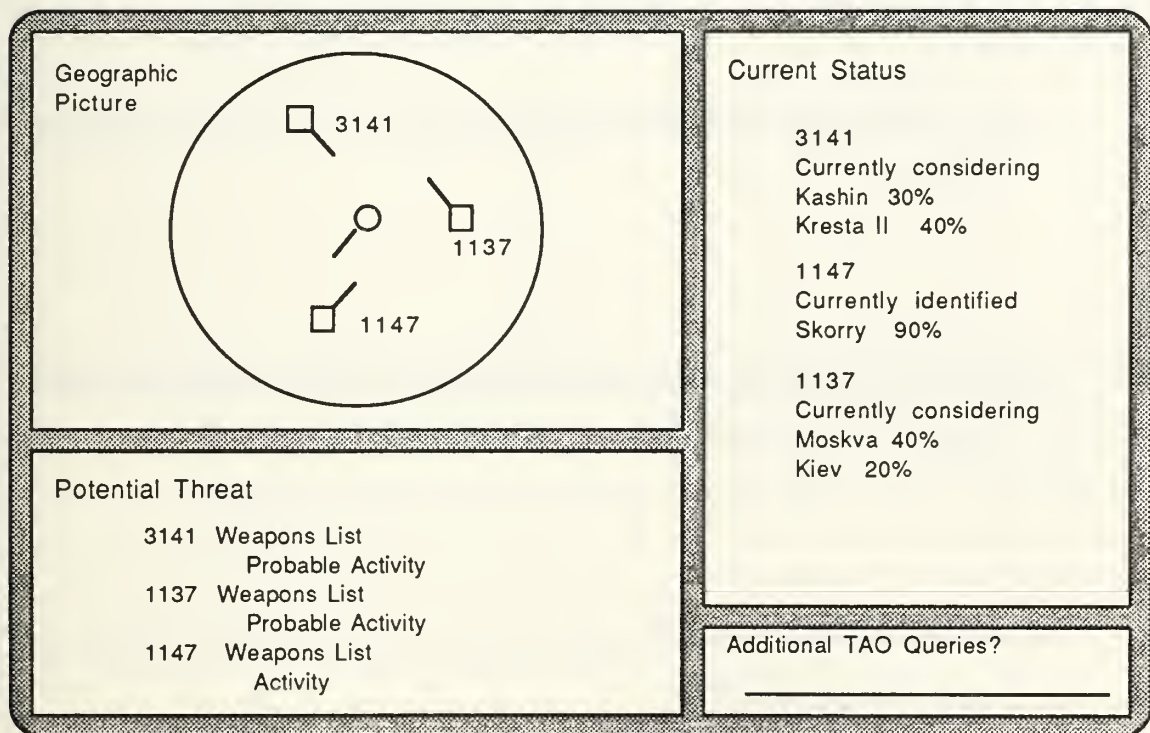 Geographic
Picture
3141
1137
1147
Current Status
3141
Currently considering
Kashin 30%
Kresta II 40%
1147
Currently identified
Skorry 90%
1137
Currently considering
Moskva 40%
Kiev 20%
Potential Threat
3141 Weapons List
Probable Activity
1137 Weapons List
Probable Activity
1147 Weapons List
Activity
Additional TAO Queries?